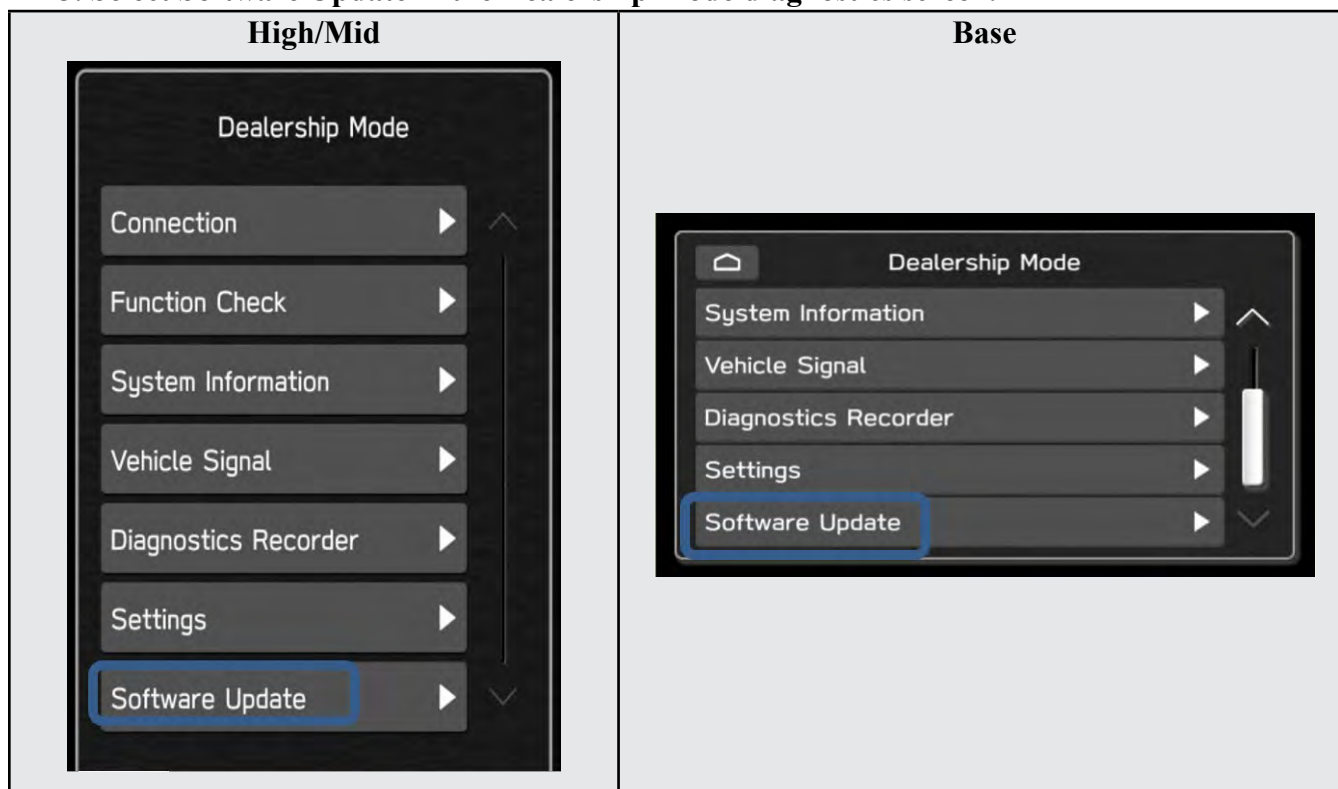 High/Mid
Base
Dealership Mode
Connection
Function Check
System Information
Vehicle Signal
Diagnostics Recorder
Settings
Software Update
Dealership Mode
System Information
Vehicle Signal
Diagnostics Recorder
Settings
Software Update